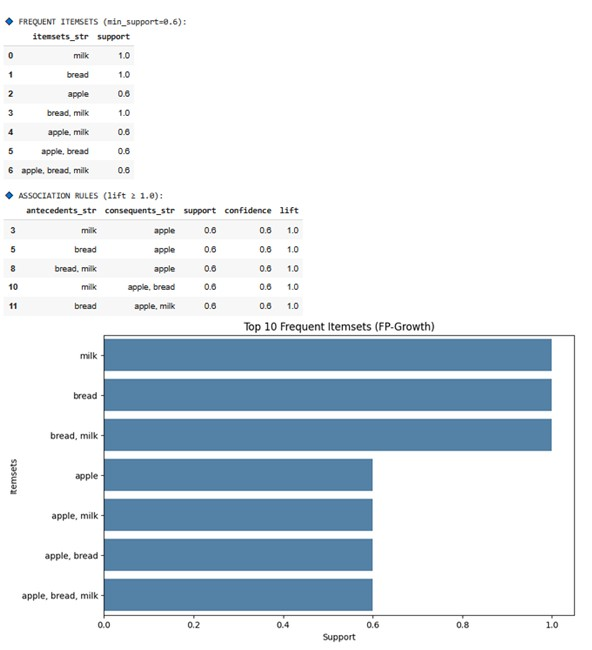 FREQUENT ITEMSETS (min_support=0.6):
itemsets_str support
0 milk 1.0
1 bread 1.0
2 apple 0.6
3 bread, milk 1.0
4 apple, milk 0.6
5 apple, bread 0.6
6 apple, bread, milk 0.6
ASSOCIATION RULES (lift ≥ 1.0):
antecedents_str consequents_str support confidence lift
3 milk apple 0.6 0.6 1.0
5 bread apple 0.6 0.6 1.0
8 bread, milk apple 0.6 0.6 1.0
10 milk apple, bread 0.6 0.6 1.0
11 bread apple, milk 0.6 0.6 1.0
Top 10 Frequent Itemsets (FP-Growth)
milk
bread
bread, milk
apple
apple, milk
apple, bread
apple, bread, milk
Itemsets
0.0 0.2 0.4 0.6 0.8 1.0
Support